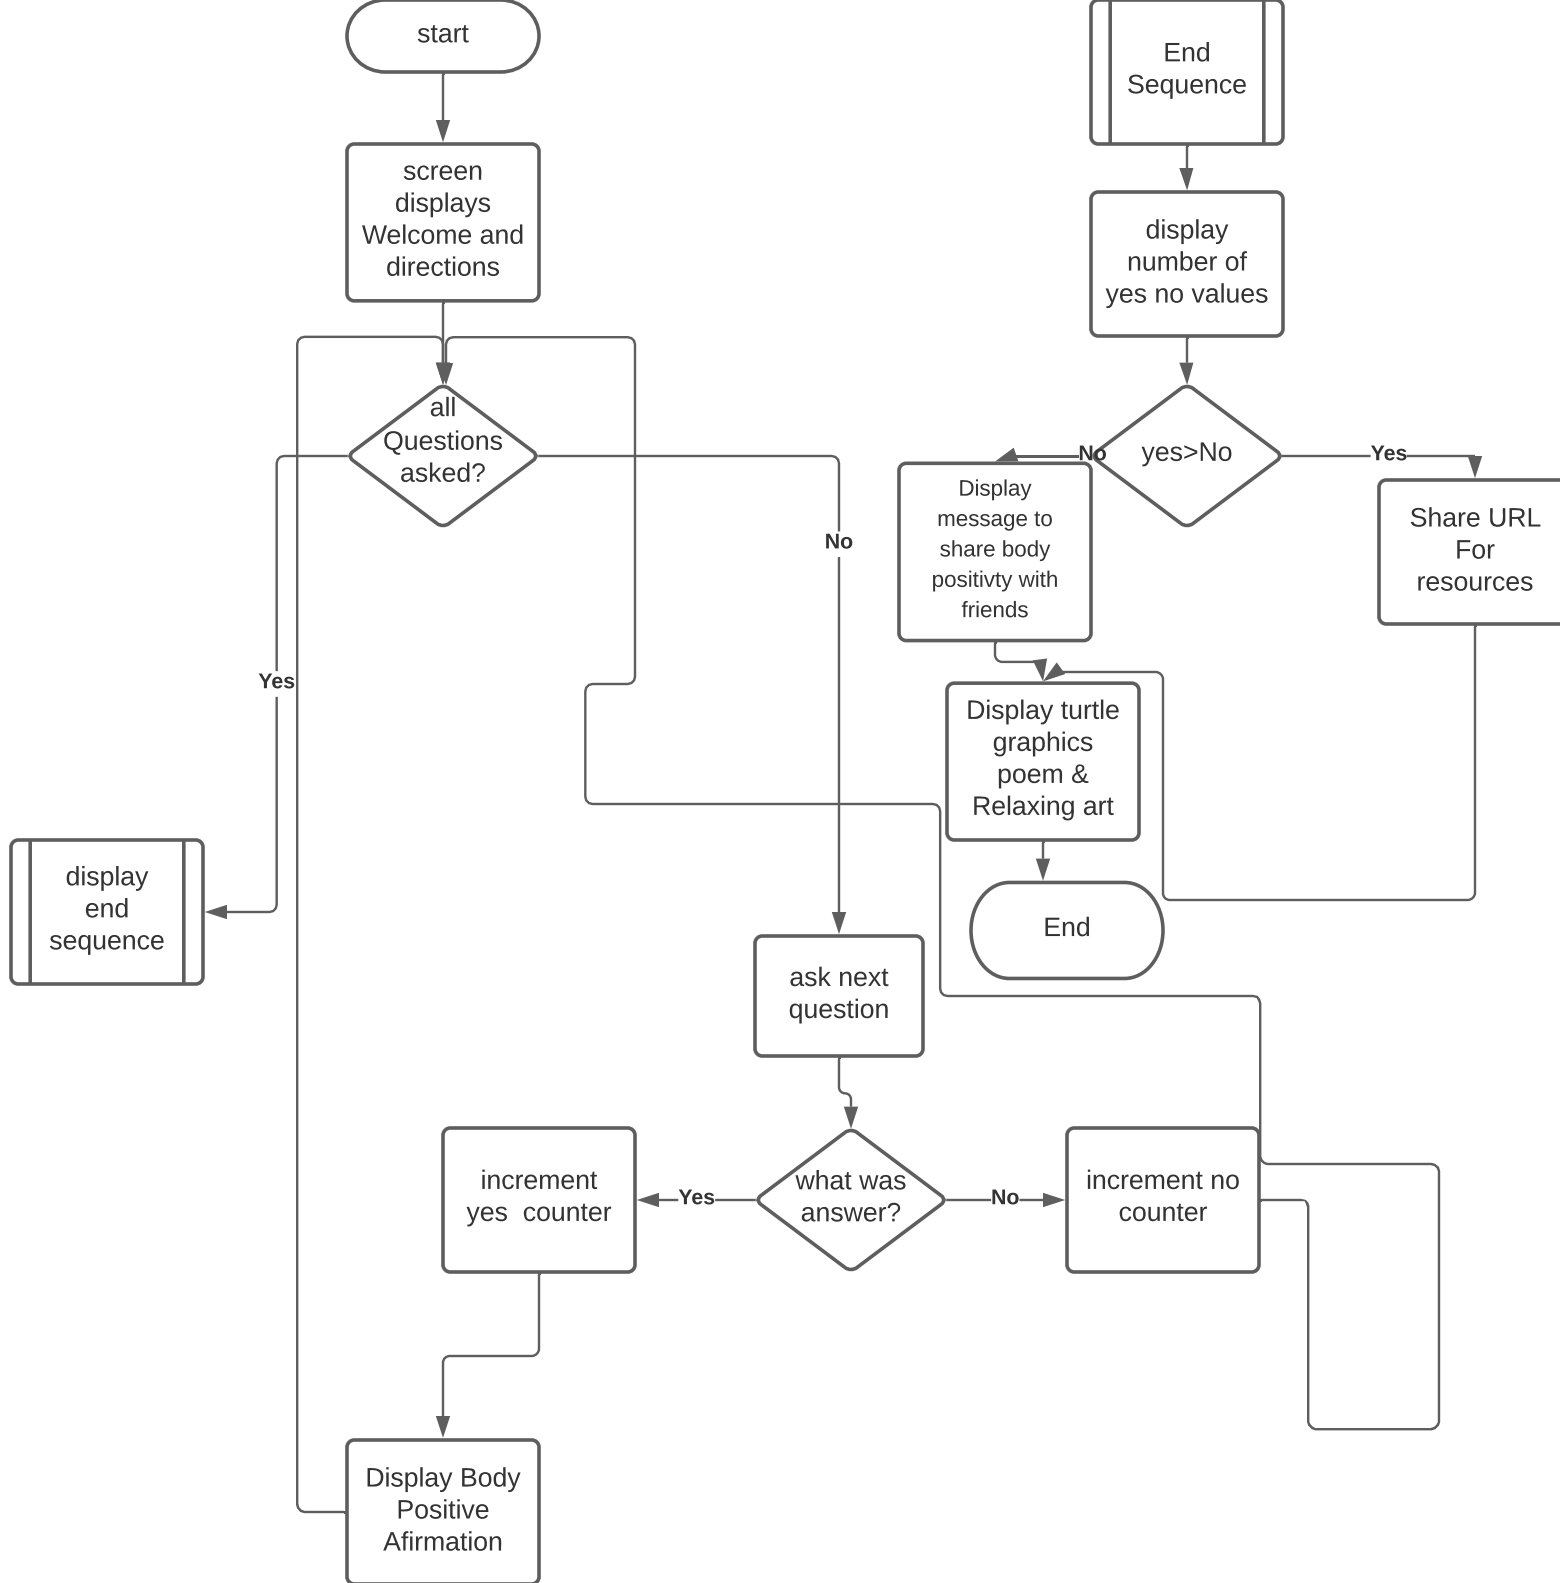 start
screen
displays
Welcome and
directions
all
Questions
asked?
Yes
No
display
end
sequence
ask next
question
what was
answer?
Yes
No
increment
yes  counter
increment no
counter
Display Body
Positive
Afirmation
End
Sequence
display
number of
yes no values
yes>No
No
Yes
Display
message to
share body
positivty with
friends
Share URL
For
resources
Display turtle
graphics
poem &
Relaxing art
End